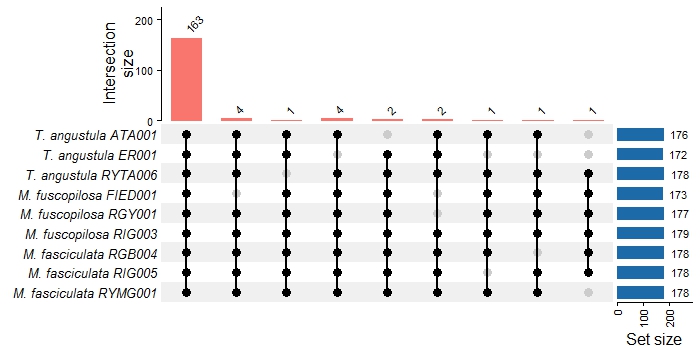 Intersection
size
200
100
0
163
4
1
4
2
2
1
1
1
T. angustula ATA001
176
T. angustula ER001
172
T. angustula RYTA006
178
M. fuscopilosa FIED001
173
M. fuscopilosa RGY001
177
M. fuscopilosa RIG003
179
M. fasciculata RGB004
178
M. fasciculata RIG005
178
M. fasciculata RYMG001
178
0
100
200
Set size